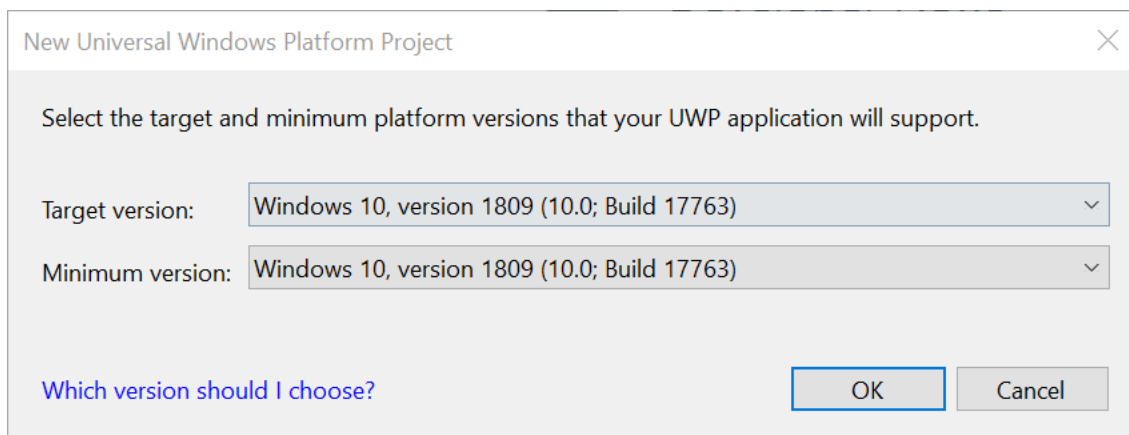 New Universal Windows Platform Project
Select the target and minimum platform versions that your UWP application will support.
Target version: Windows 10, version 1809 (10.0; Build 17763)
Minimum version: Windows 10, version 1809 (10.0; Build 17763)
Which version should I choose? OK Cancel